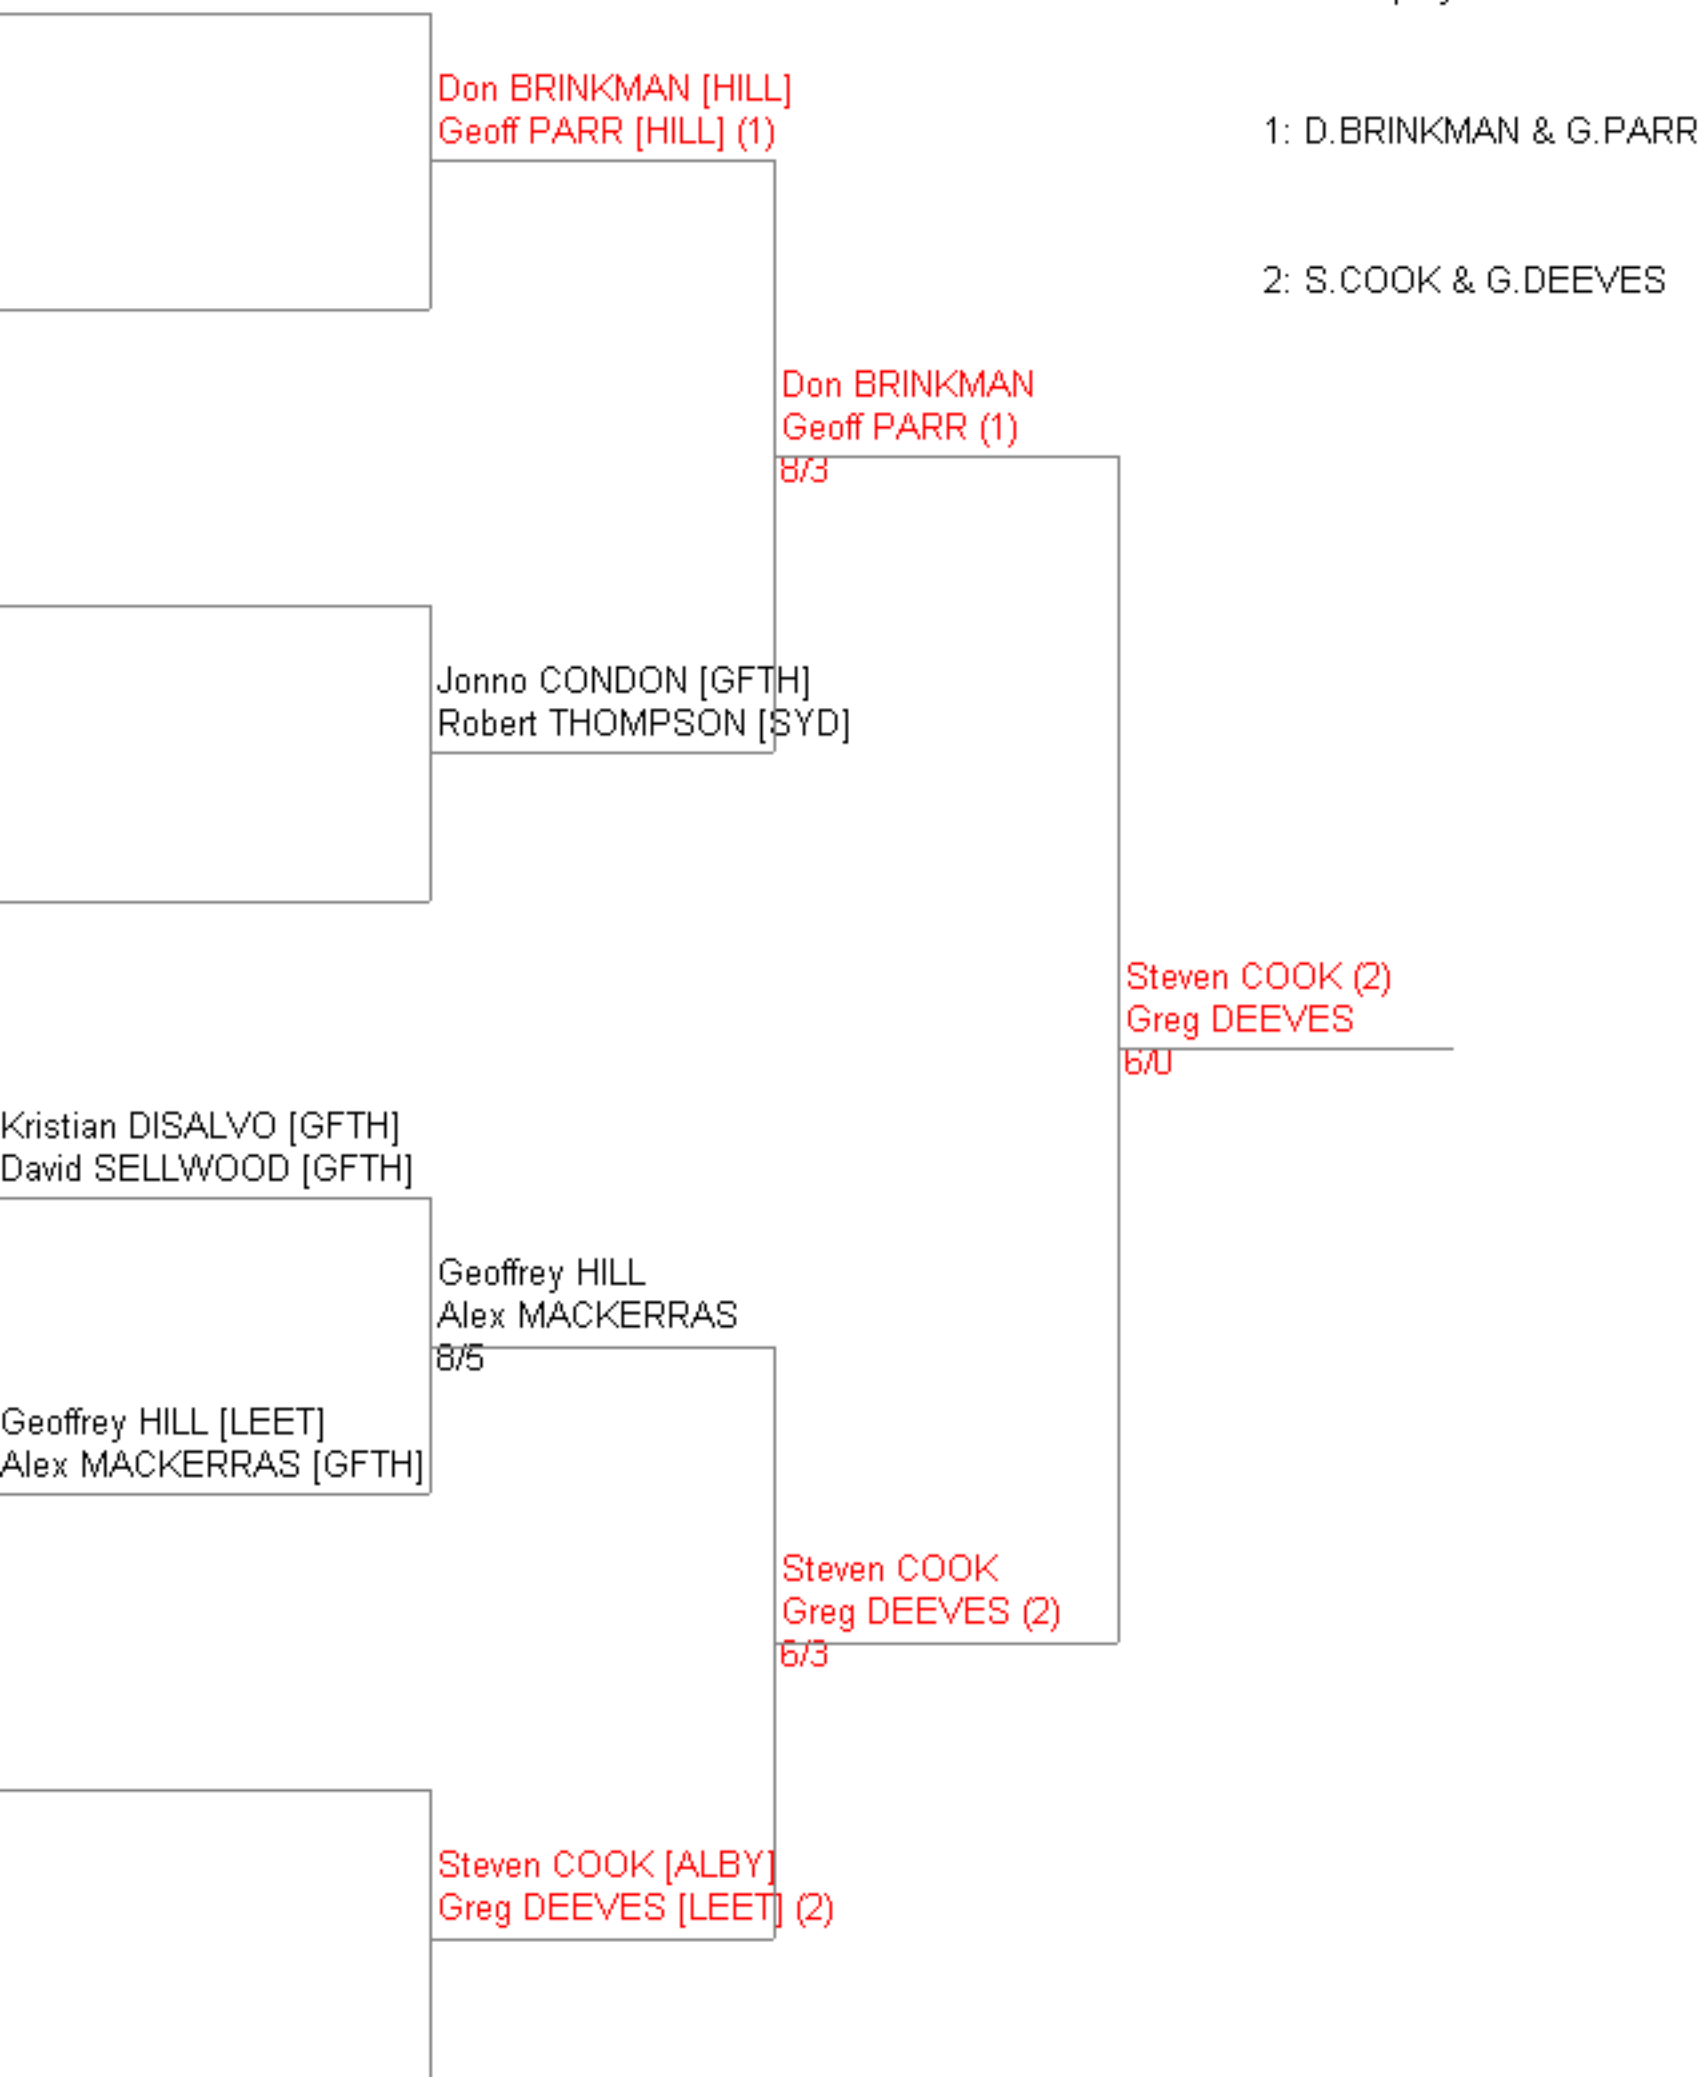 Don BRINKMAN [HILL]
Geoff PARR [HILL] (1)
1: D.BRINKMAN & G.PARR
2: S.COOK & G.DEEVES
Don BRINKMAN
Geoff PARR (1)
8/3
Jonno CONDON [GFTH]
Robert THOMPSON [SYD]
Steven COOK (2)
Greg DEEVES
6/0
Kristian DISALVO [GFTH]
David SELLWOOD [GFTH]
Geoffrey HILL
Alex MACKERRAS
8/5
Geoffrey HILL [LEET]
Alex MACKERRAS [GFTH]
Steven COOK
Greg DEEVES (2)
6/3
Steven COOK [ALBY]
Greg DEEVES [LEET] (2)